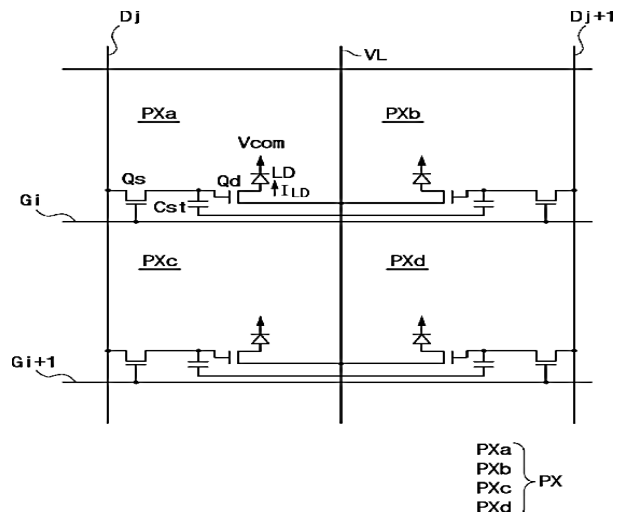 Dj
VL
Dj+1
PXa
PXb
Vcom
Qs
Qd
LD
ILD
Gi
Cst
PXc
PXd
Gi+1
PXa
PXb
PXc
PXd
PX